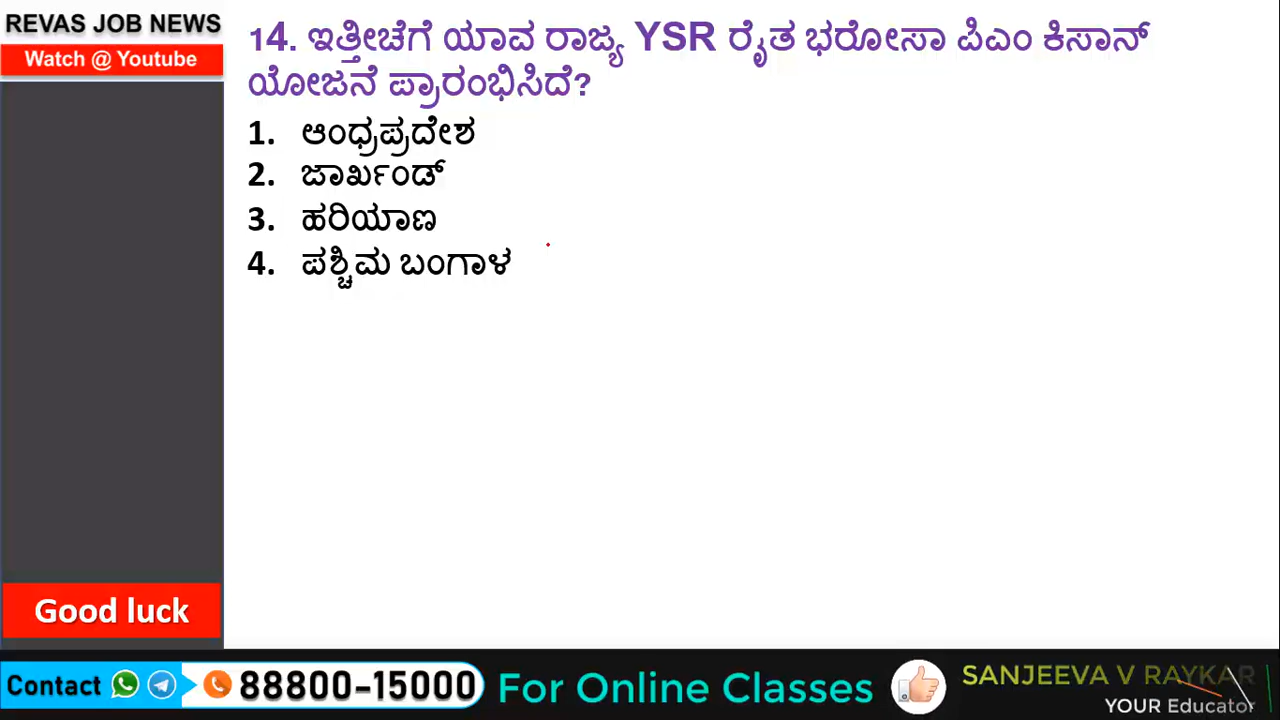 REVAS JOB NEWS
Watch @ Youtube
14. ಇತ್ತೀಚೆಗೆ ಯಾವ ರಾಜ್ಯ YSR ರೈತ ಭರೋಸಾ ಪಿಎಂ ಕಿಸಾನ್
ಯೋಜನೆ ಪ್ರಾರಂಭಿಸಿದೆ?
1. ಆಂಧ್ರಪ್ರದೇಶ
2. ಜಾರ್ಖಂಡ್
3. ಹರಿಯಾಣ
4. ಪಶ್ಚಿಮ ಬಂಗಾಳ
Good luck
Contact 88800-15000 For Online Classes
SANJEEVA V RAYKAR
YOUR Educator